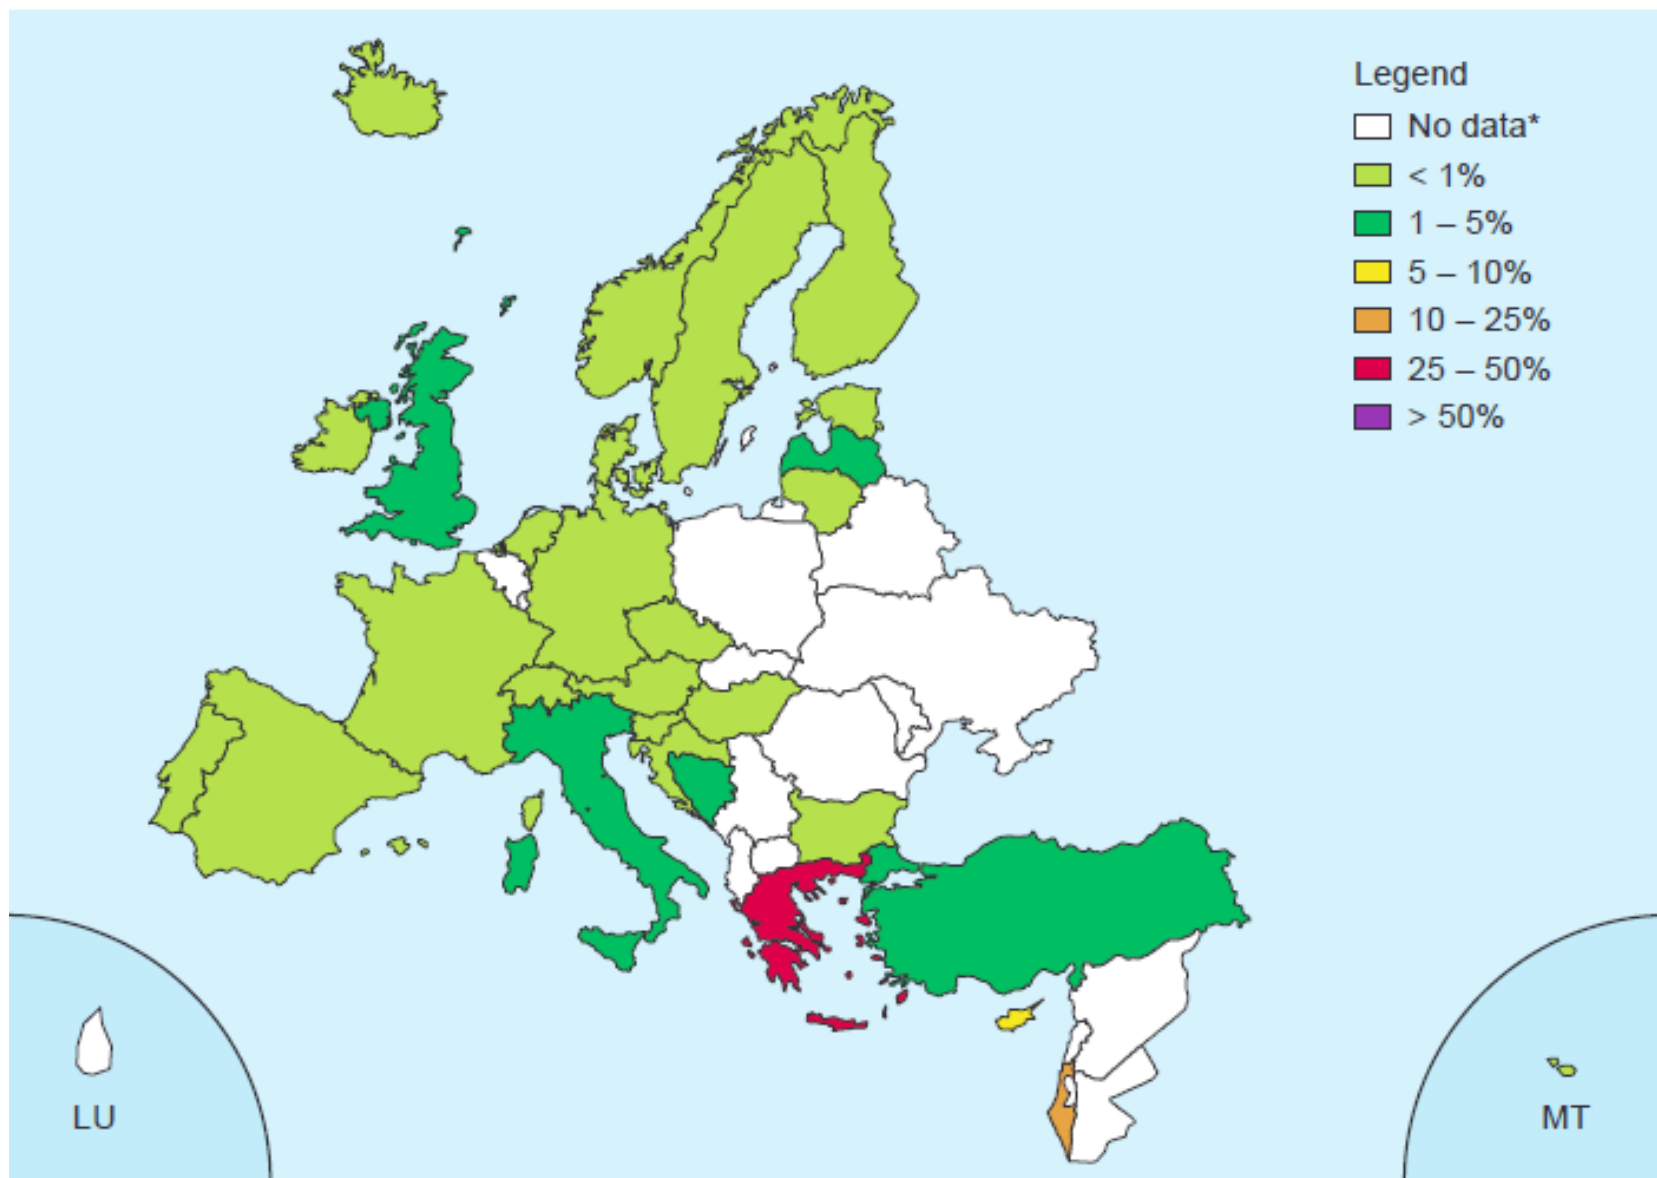 Legend
No data*
< 1%
1 – 5%
5 – 10%
10 – 25%
25 – 50%
> 50%
LU
MT